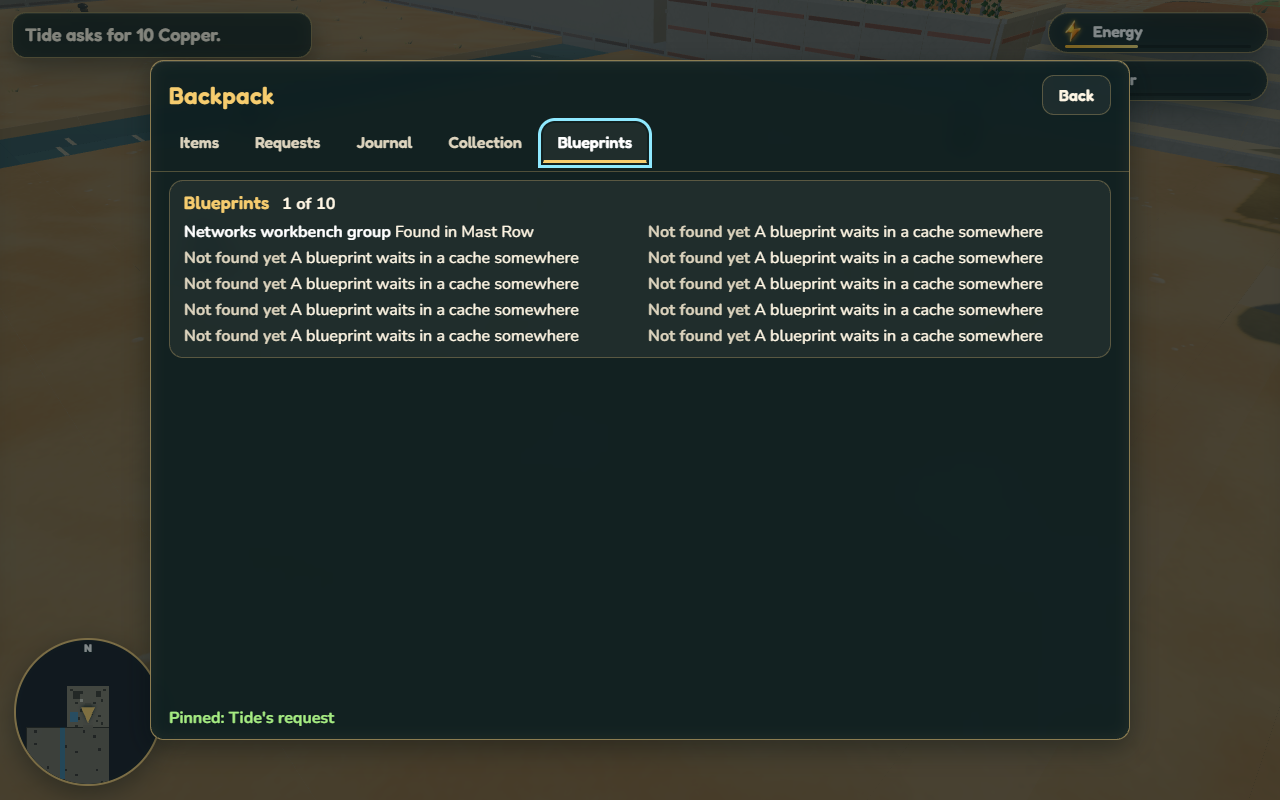 Tide asks for 10 Copper.
Energy
r
Backpack
Back
Items
Requests
Journal
Collection
Blueprints
Blueprints 1 of 10
Networks workbench group Found in Mast Row
Not found yet A blueprint waits in a cache somewhere
Not found yet A blueprint waits in a cache somewhere
Not found yet A blueprint waits in a cache somewhere
Not found yet A blueprint waits in a cache somewhere
Not found yet A blueprint waits in a cache somewhere
Not found yet A blueprint waits in a cache somewhere
Not found yet A blueprint waits in a cache somewhere
Not found yet A blueprint waits in a cache somewhere
Not found yet A blueprint waits in a cache somewhere
N
Pinned: Tide's request